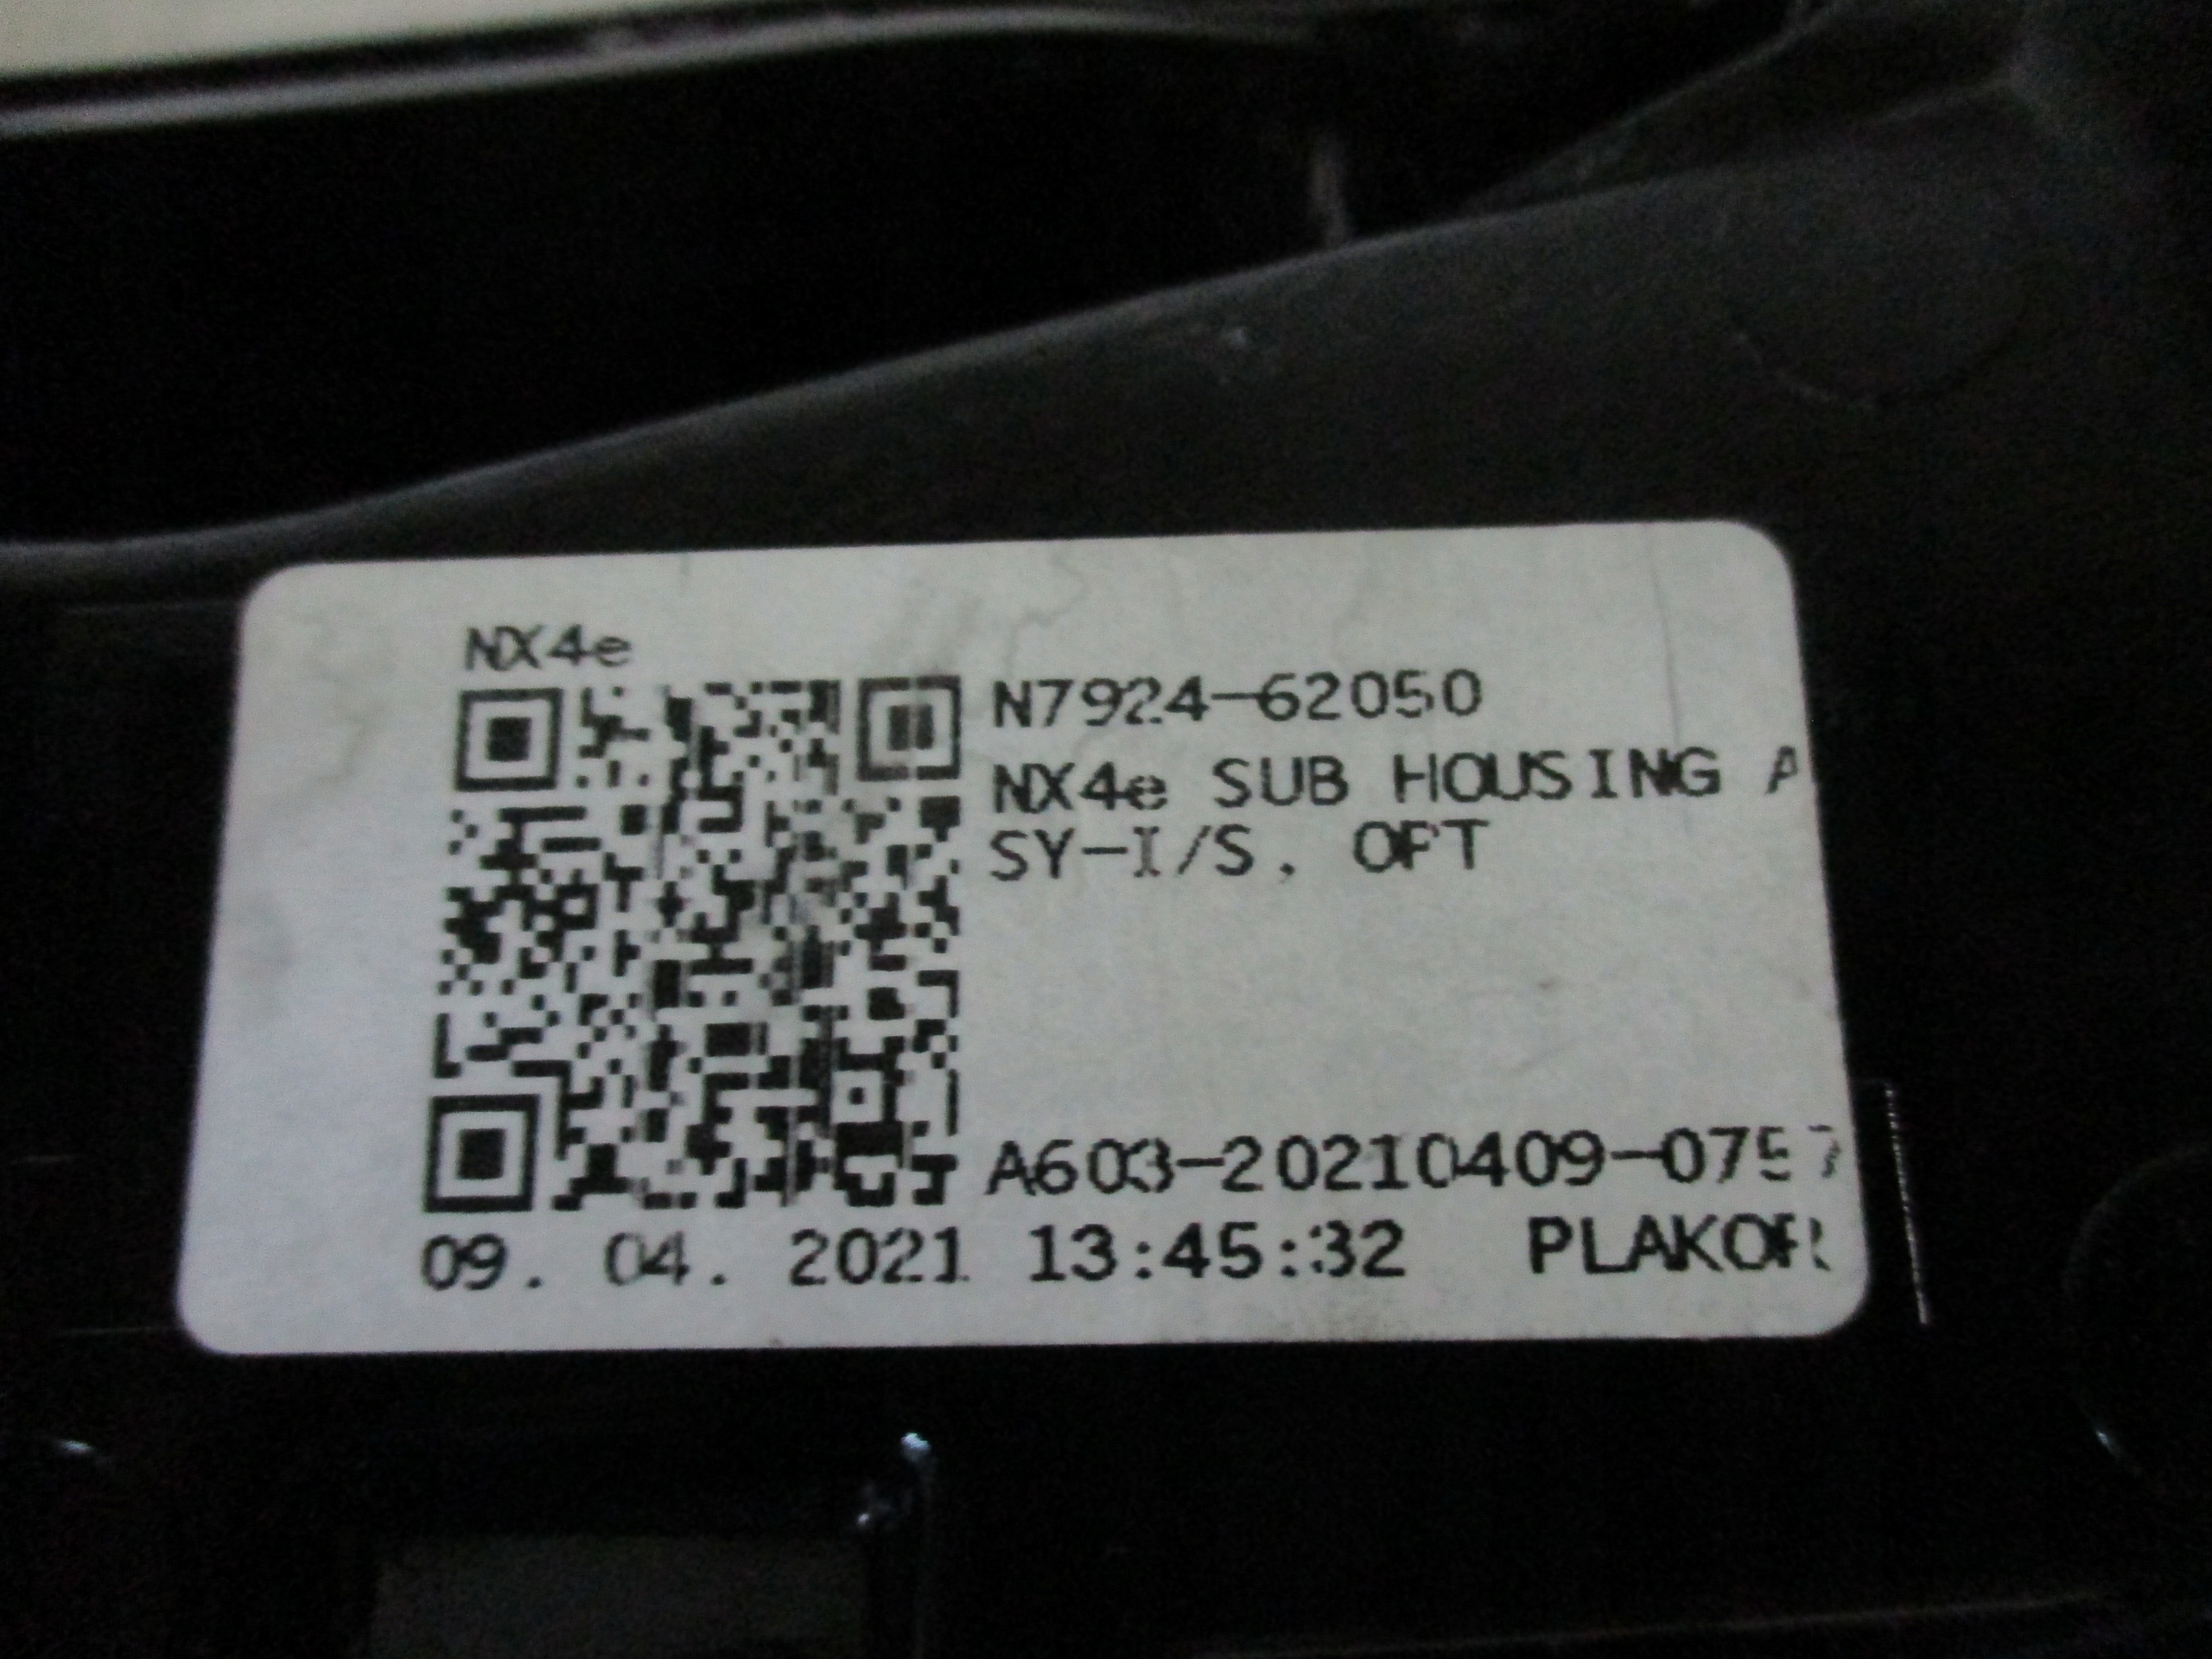 NX4e
N7924-62050
NX4e SUB HOUSING A
SY-I/S, OPT
A603-20210409-0757
09. 04. 2021 13:45:32 PLAKOR